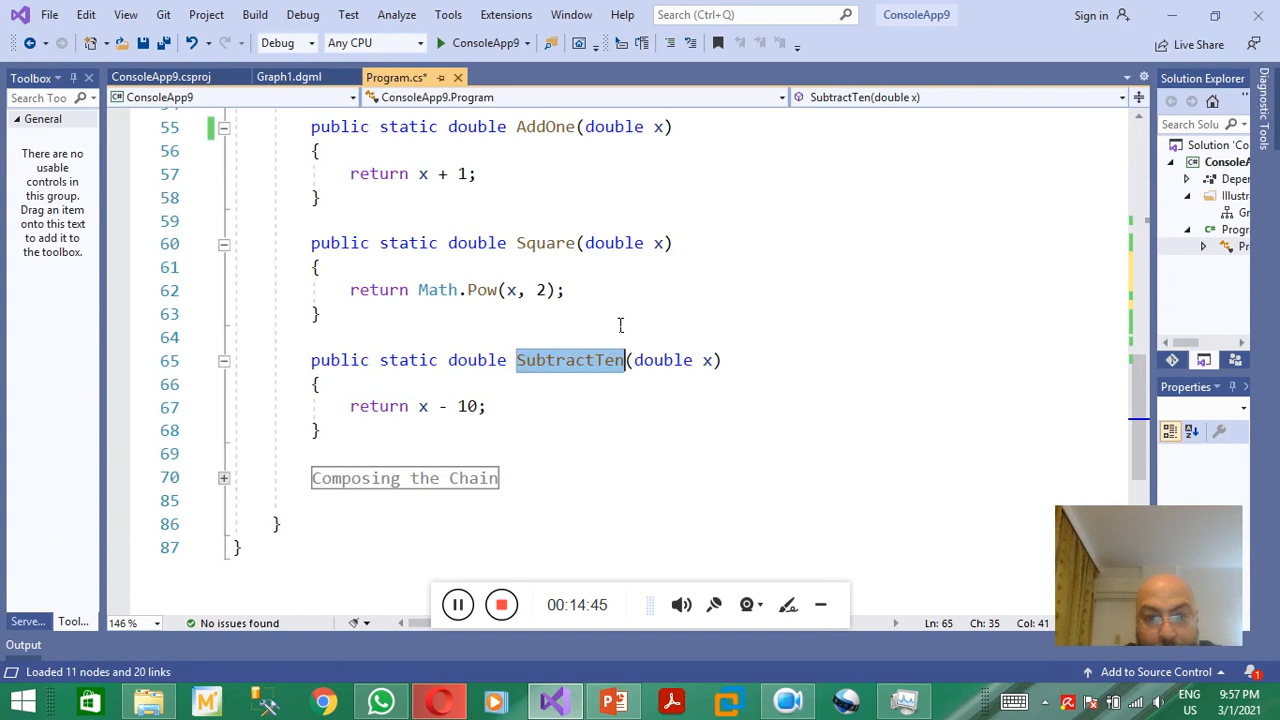 File Edit View Git Project Build Debug Test Analyze Tools Extensions Window Help Search (Ctrl+Q) ConsoleApp9 Sign in
Debug Any CPU ConsoleApp9 Live Share
Toolbox ConsoleApp9.csproj Graph1.dgml Program.cs* Solution Explorer
Search Too ConsoleApp9 ConsoleApp9.Program SubtractTen(double x)
General
There are no
usable
controls in
this group.
Drag an item
onto this text
to add it to
the toolbox.
55 public static double AddOne(double x)
56 {
57 return x + 1;
58 }
59
60 public static double Square(double x)
61 {
62 return Math.Pow(x, 2);
63 }
64
65 public static double SubtractTen(double x)
66 {
67 return x - 10;
68 }
69
70 Composing the Chain
85
86 }
87 }
Search Solu
Solution 'Co
ConsoleA
Depe
Illustr
Gr
Progr
Pr
Properties
Diagnostic Tools
00:14:45
Serve... Tool... 146 % No issues found Ln: 65 Ch: 35 Col: 41
Output
Loaded 11 nodes and 20 links Add to Source Control 1
ENG 9:57 PM
US 3/1/2021